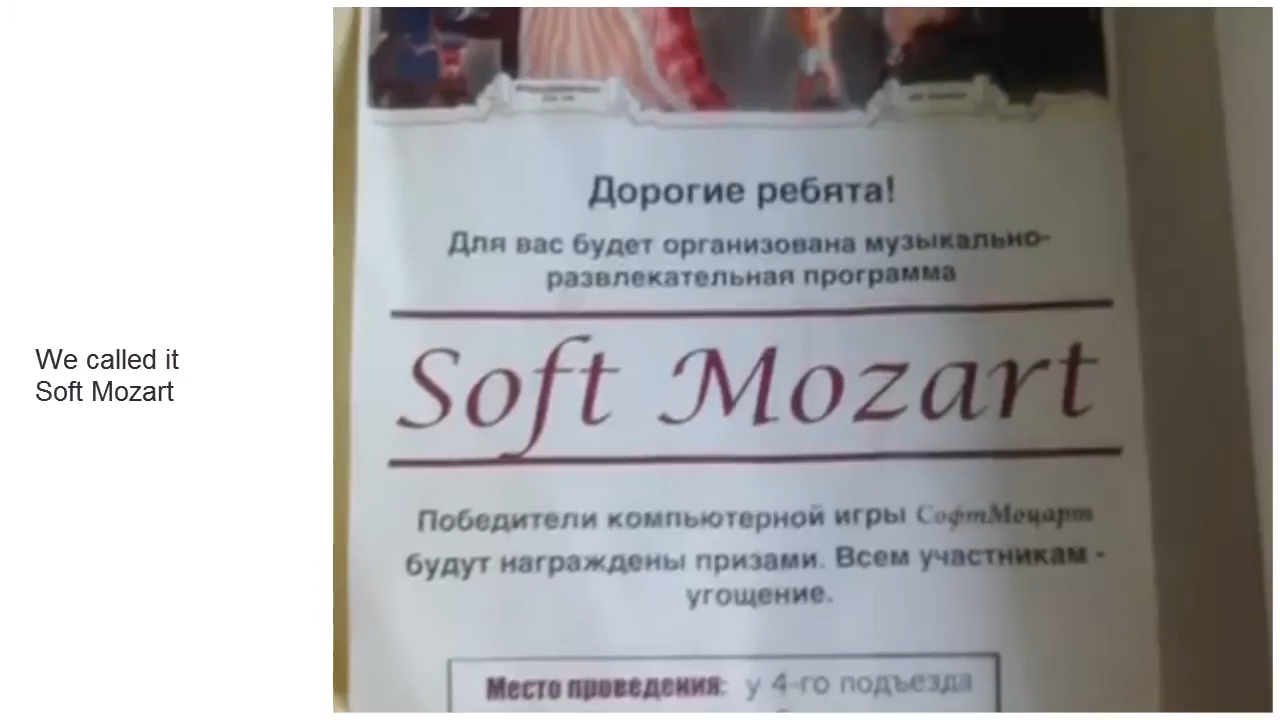 We called it
Soft Mozart
Дорогие ребята!
Для вас будет организована музыкально-
развлекательная программа
Soft Mozart
Победители компьютерной игры СофтМоцарт
будут награждены призами. Всем участникам -
угощение.
Место проведения: у 4-го подъезда